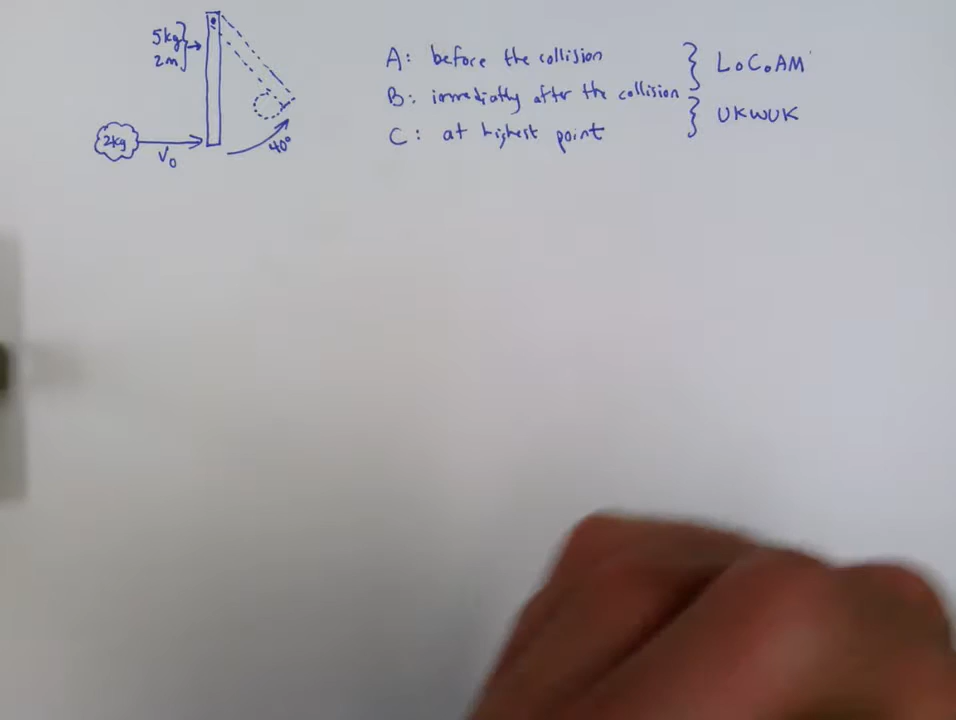 5kg
2m
2kg
V₀
40°
A: before the collision
B: immediatly after the collision
C: at highest point
LoCoAM
UKWUK